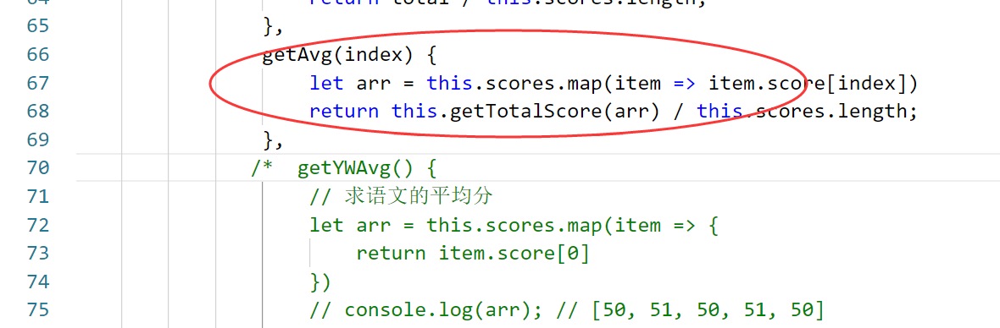 64 return total / this.scores.length;
65 },
66 getAvg(index) {
67 let arr = this.scores.map(item => item.score[index])
68 return this.getTotalScore(arr) / this.scores.length;
69 },
70 /* getYWAvg() {
71 // 求语文的平均分
72 let arr = this.scores.map(item => {
73 return item.score[0]
74 })
75 // console.log(arr); // [50, 51, 50, 51, 50]